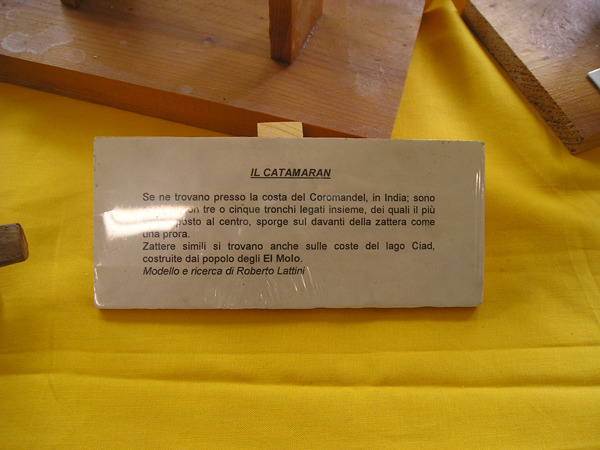 IL CATAMARAN
Se ne trovano presso la costa del Coromandel, in India; sono
con tre o cinque tronchi legati insieme, dei quali il più
posto al centro, sporge sul davanti della zattera come
una prora.
Zattere simili si trovano anche sulle coste del lago Ciad,
costruite dal popolo degli El Molo.
Modello e ricerca di Roberto Lattini